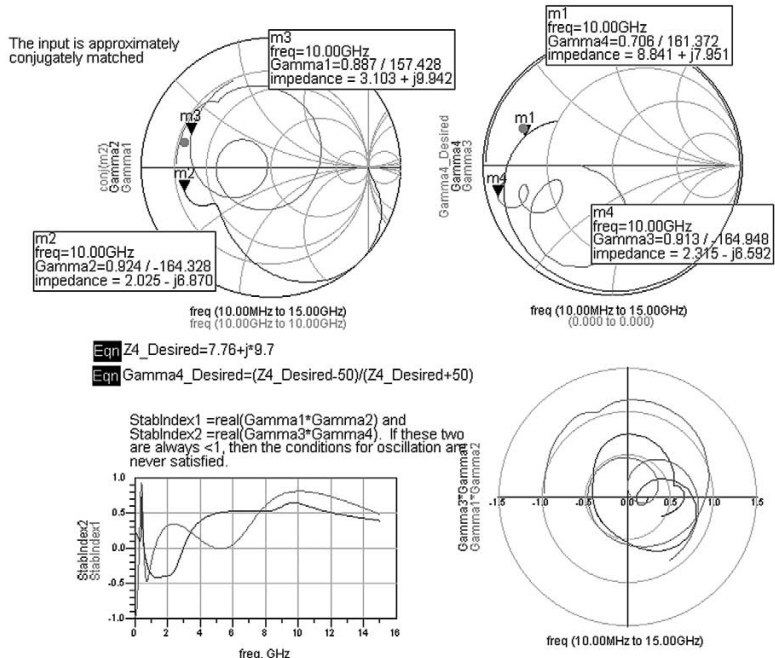 The input is approximately
conjugately matched
m3
freq=10.00GHz
Gamma1=0.887 / 157.428
impedance = 3.103 + j9.942
m3
m2
conj(m2)
Gamma2
Gamma1
m2
freq=10.00GHz
Gamma2=0.924 / -164.328
impedance = 2.025 - j6.870
freq (10.00MHz to 15.00GHz)
freq (10.00GHz to 10.00GHz)
m1
freq=10.00GHz
Gamma4=0.706 / 161.372
impedance = 8.841 + j7.951
m1
m4
Gamma4_Desired
Gamma4
Gamma3
m4
freq=10.00GHz
Gamma3=0.913 / -164.948
impedance = 2.315 - j6.592
freq (10.00MHz to 15.00GHz)
(0.000 to 0.000)
Eqn Z4_Desired=7.76+j*9.7
Eqn Gamma4_Desired=(Z4_Desired-50)/(Z4_Desired+50)
StabIndex1 =real(Gamma1*Gamma2) and
StabIndex2 =real(Gamma3*Gamma4). If these two
are always <1, then the conditions for oscillation are
never satisfied.
StabIndex2
StabIndex1
1.0
0.5
0.0
-0.5
-1.0
0 2 4 6 8 10 12 14 16
freq, GHz
Gamma3*Gamma4
Gamma1*Gamma2
-1.5 -1.0 -0.5 0.0 0.5 1.0 1.5
freq (10.00MHz to 15.00GHz)